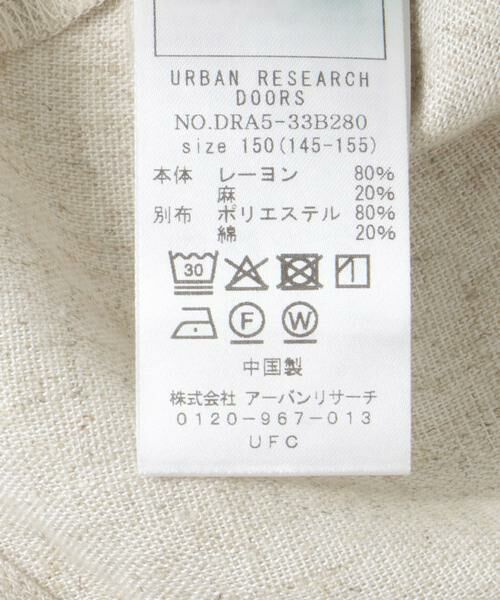 URBAN RESEARCH
DOORS
NO.DRA5-33B280
size 150(145-155)
本体 レーヨン 80%
麻 20%
別布 ポリエステル 80%
綿 20%
30
F W
中国製
株式会社 アーバンリサーチ
0120-967-013
UFC